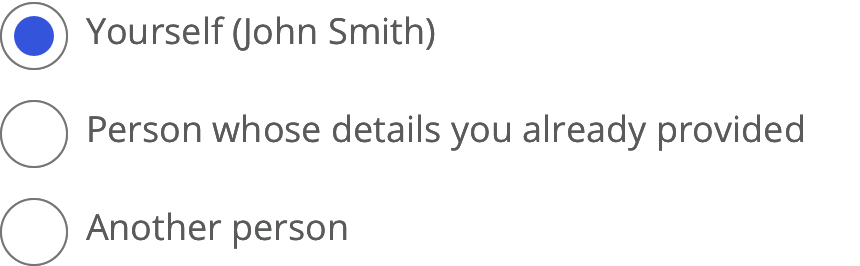 Yourself (John Smith)
Person whose details you already provided
Another person